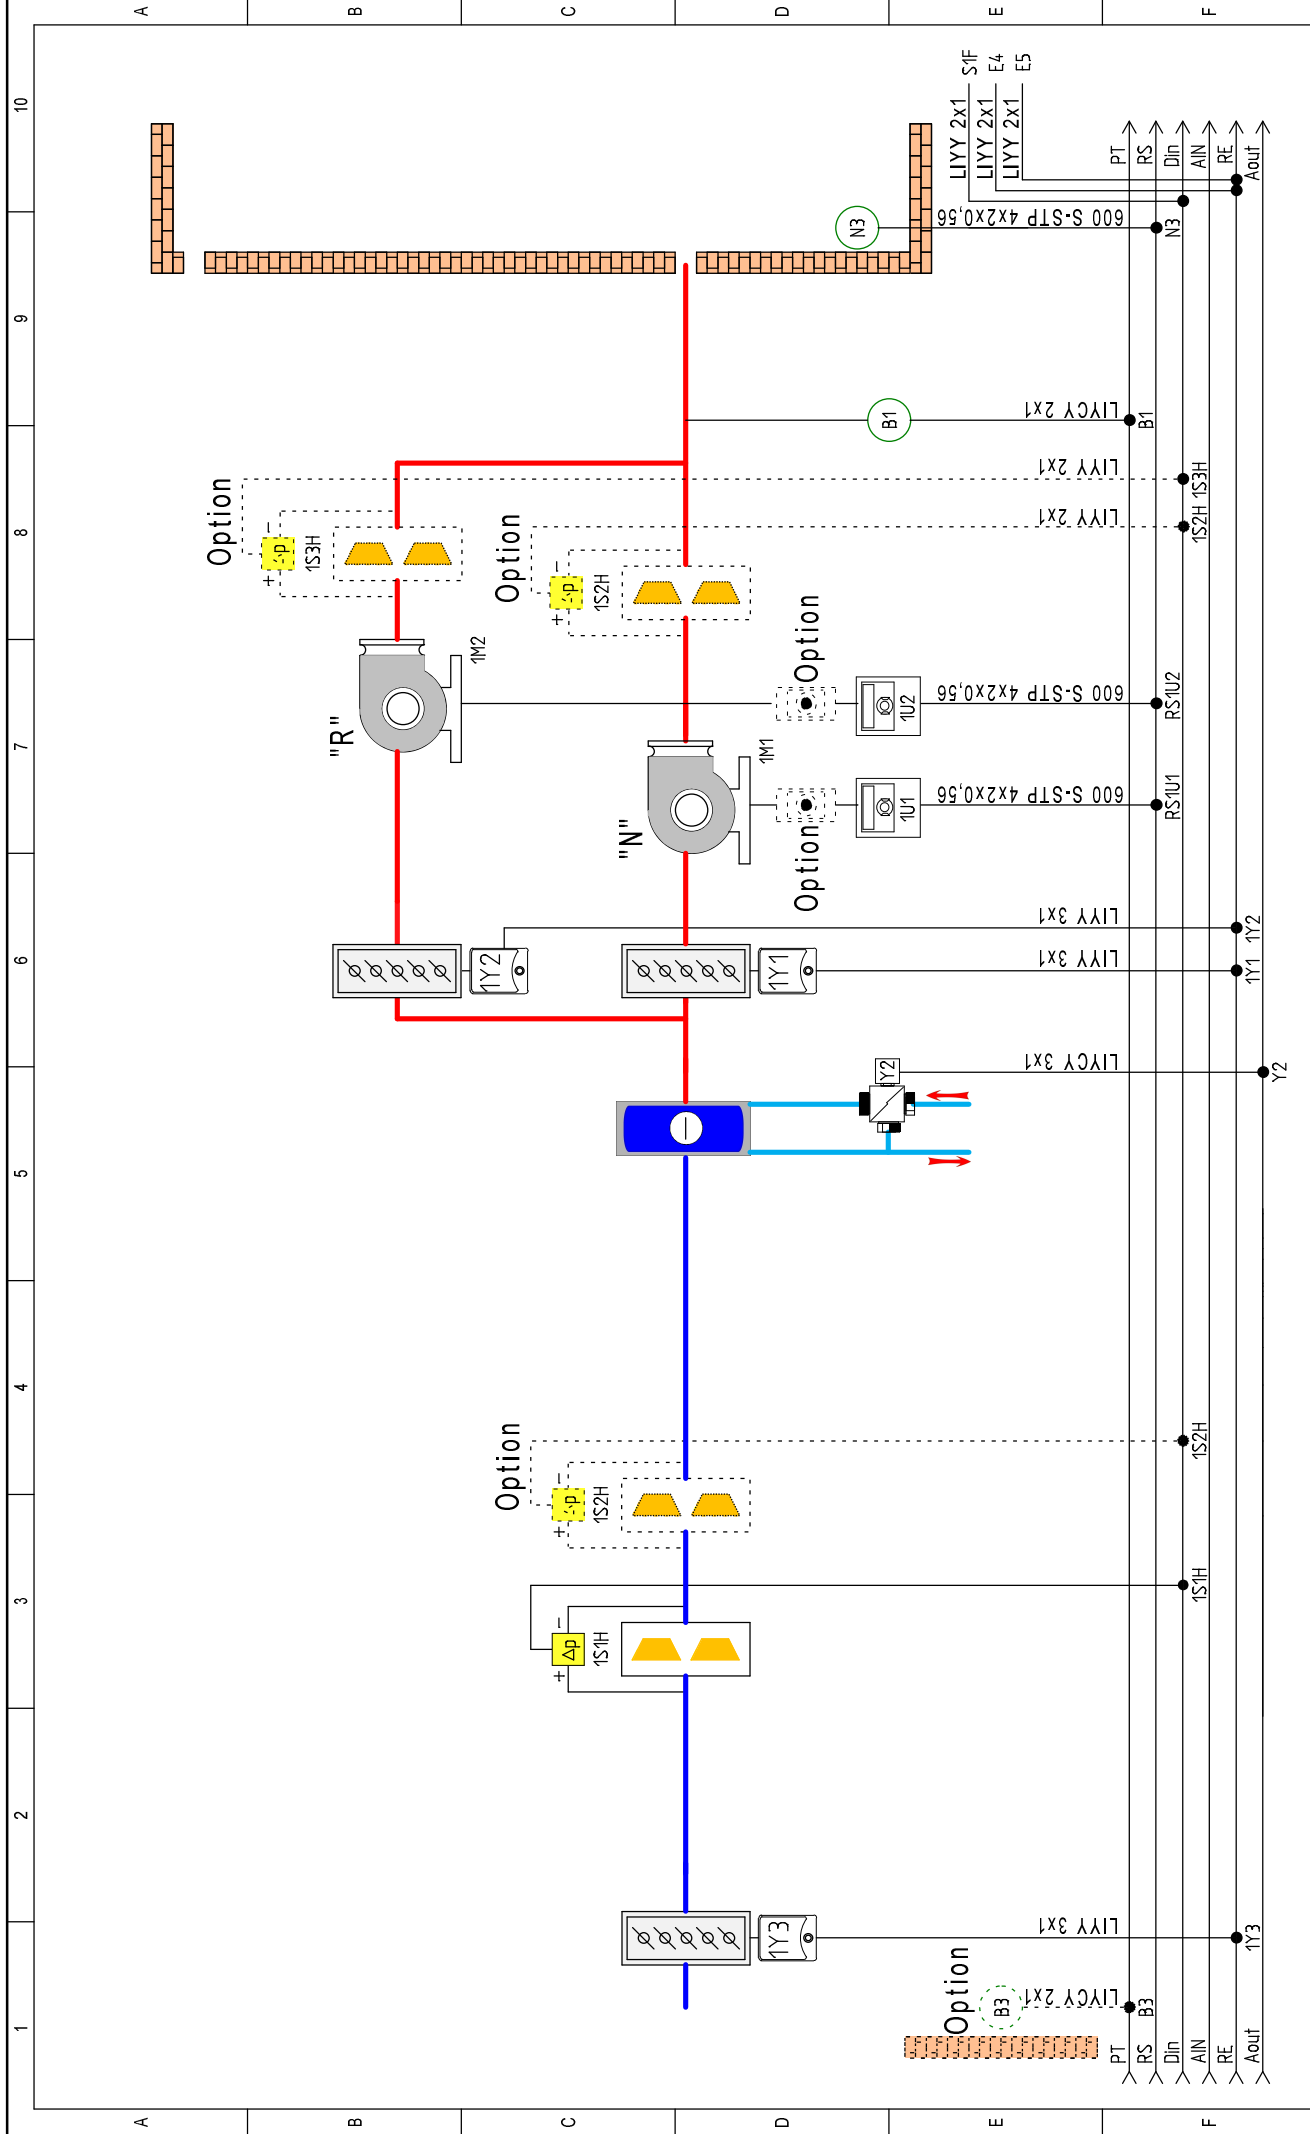 1
2
3
4
5
6
7
8
9
10
A
B
C
D
E
F
A
B
C
D
E
F
Option
+
-
1S3H
"R"
1M2
1Y2
Option
+
-
1S2H
Option
+
-
1S2H
+
Δp
-
1S1H
"N"
1M1
1Y1
1Y3
Option
Option
1U1
1U2
Y2
B1
N3
Option
B3
LIYCY 2x1
LIYY 3x1
LIYCY 3x1
LIYY 3x1
LIYY 3x1
600 S-STP 4x2x0,56
600 S-STP 4x2x0,56
LIYY 2x1
LIYY 2x1
LIYCY 2x1
600 S-STP 4x2x0,56
LIYY 2x1 S1F
LIYY 2x1 E4
LIYY 2x1 E5
PT
RS
Din
AIN
RE
Aout
PT
RS
Din
AIN
RE
Aout
B3
1Y3
1S1H
1S2H
Y2
1Y1
1Y2
RS1U1
RS1U2
1S2H
1S3H
B1
N3